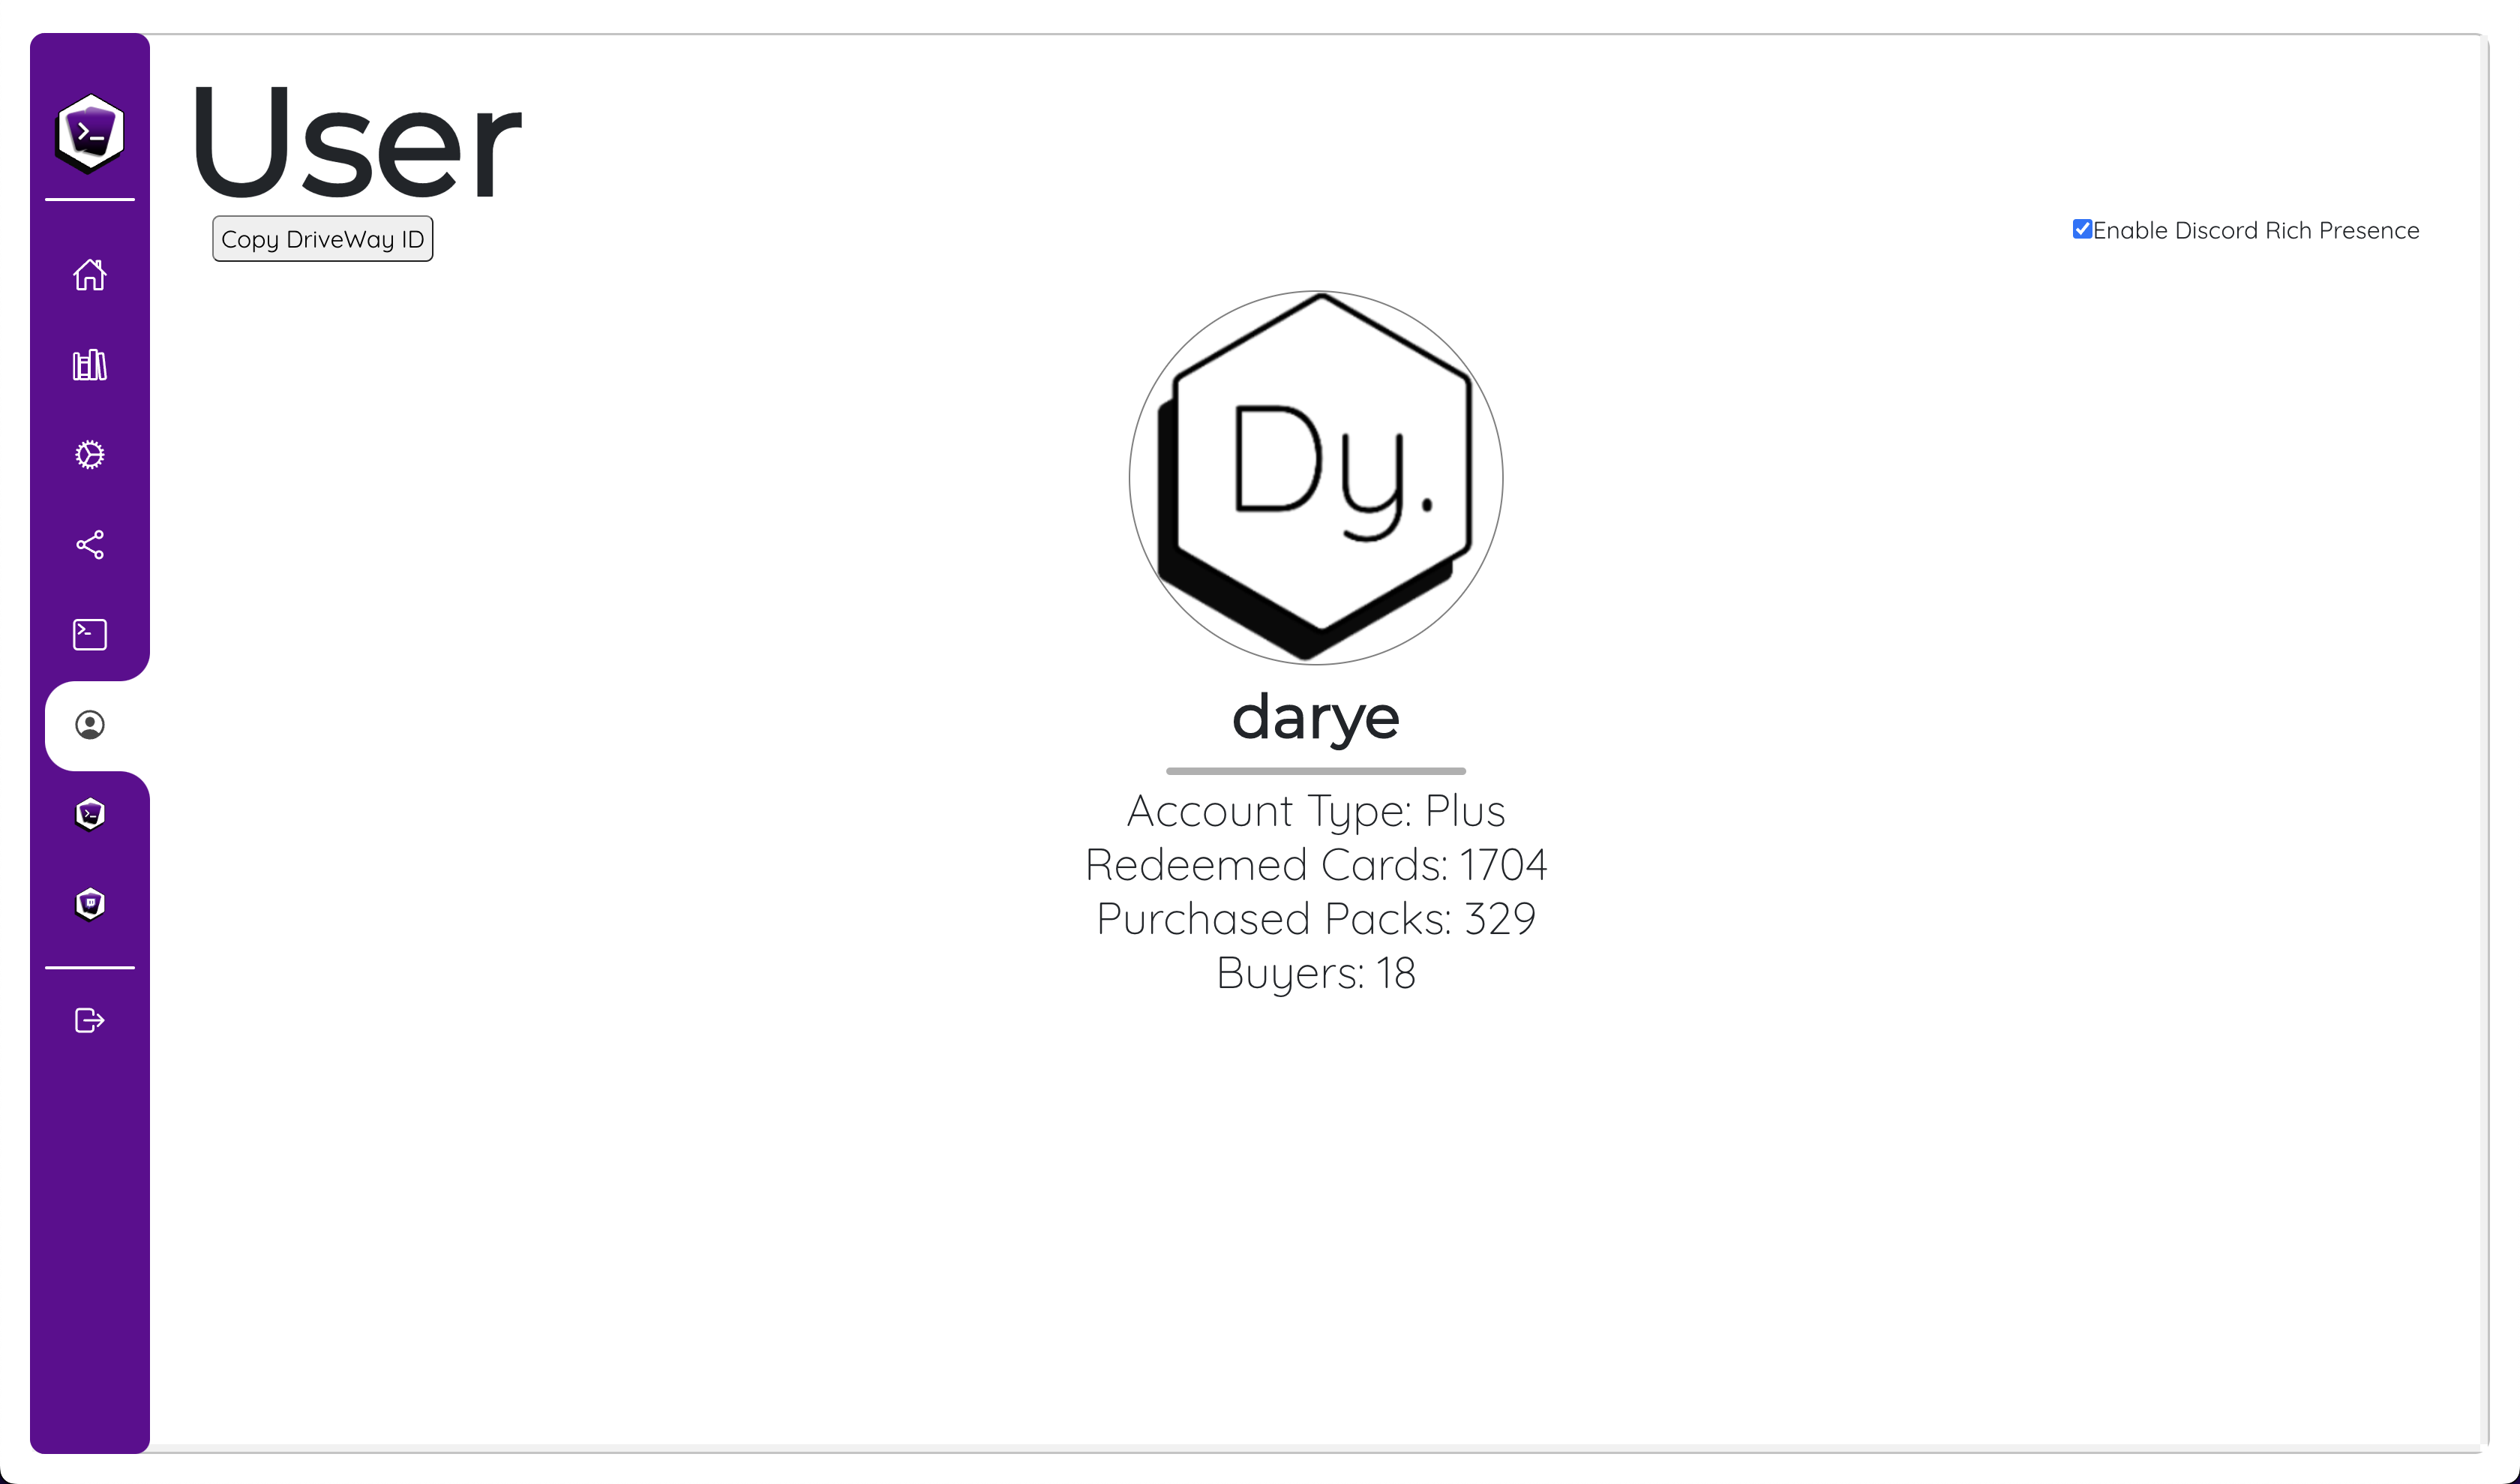 User
Copy DriveWay ID
Enable Discord Rich Presence
Dy.
darye
Account Type: Plus
Redeemed Cards: 1704
Purchased Packs: 329
Buyers: 18